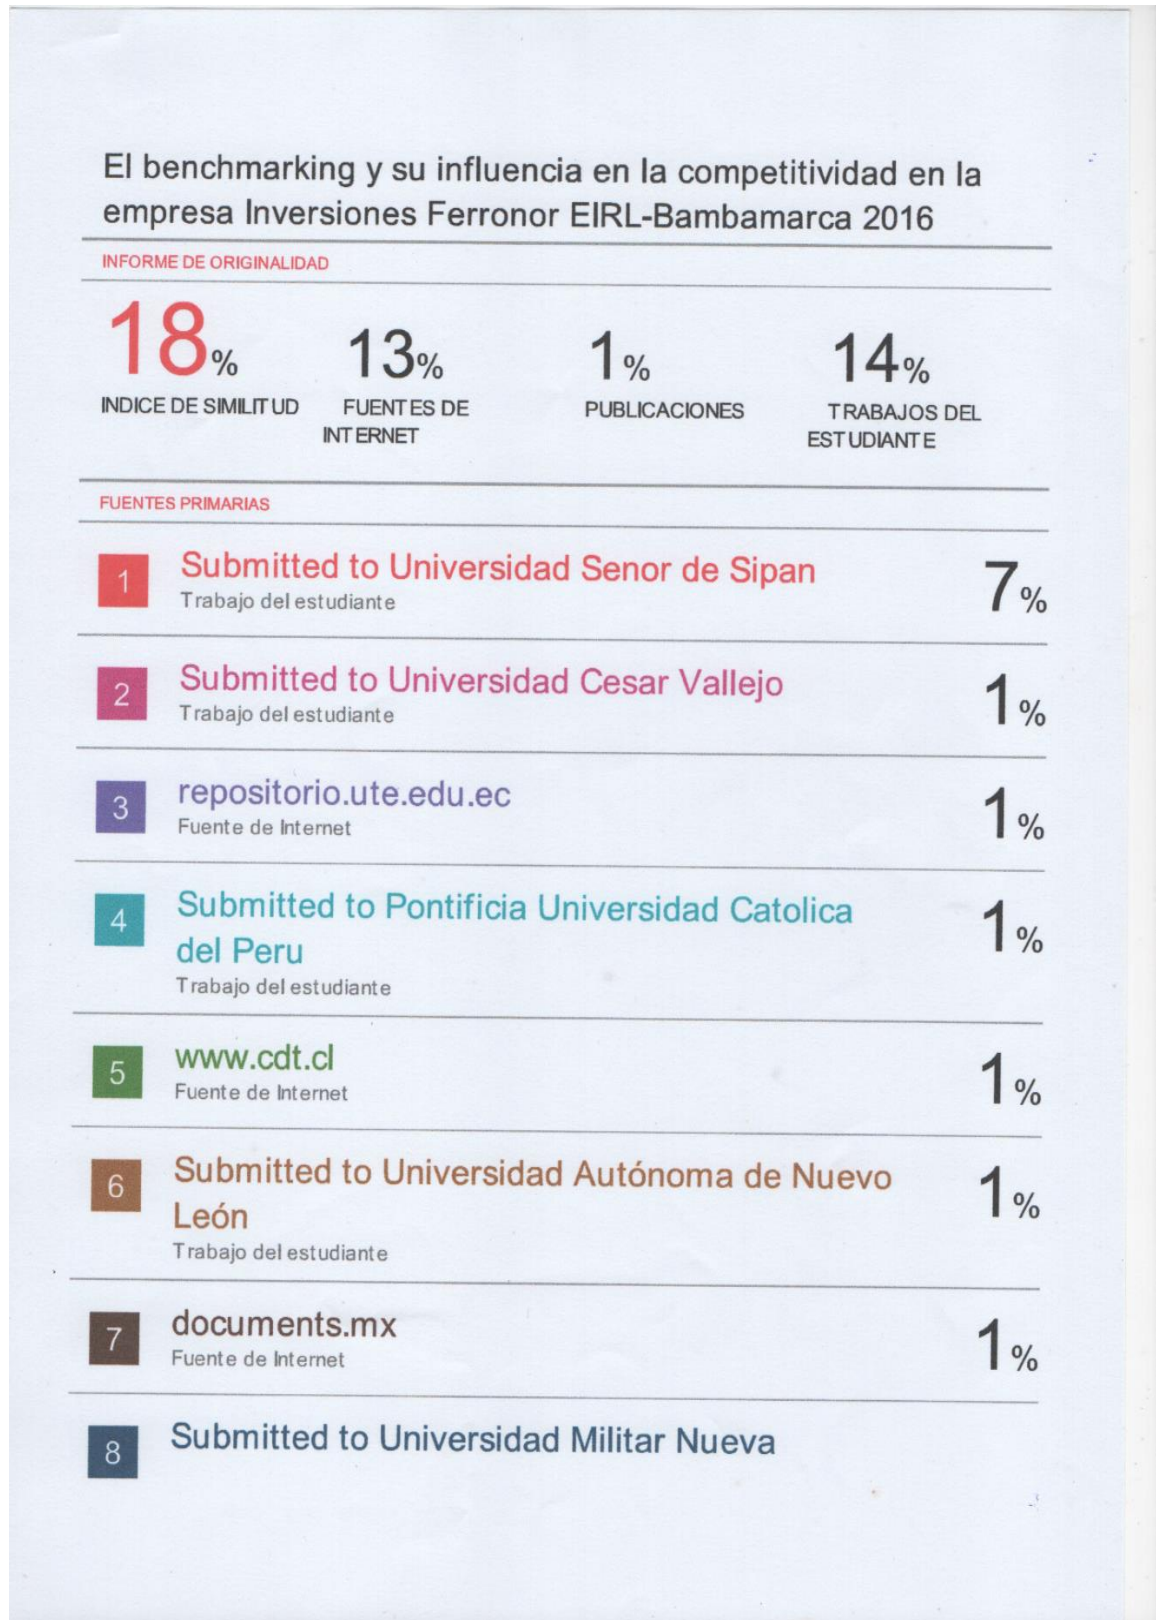 El benchmarking y su influencia en la competitividad en la
empresa Inversiones Ferronor EIRL-Bambamarca 2016
INFORME DE ORIGINALIDAD
18% 13% 1% 14%
INDICE DE SIMILITUD FUENTES DE PUBLICACIONES TRABAJOS DEL
INTERNET ESTUDIANTE
FUENTES PRIMARIAS
1 Submitted to Universidad Senor de Sipan 7%
Trabajo del estudiante
2 Submitted to Universidad Cesar Vallejo 1%
Trabajo del estudiante
3 repositorio.ute.edu.ec 1%
Fuente de Internet
4 Submitted to Pontificia Universidad Catolica 1%
del Peru
Trabajo del estudiante
5 www.cdt.cl 1%
Fuente de Internet
6 Submitted to Universidad Autónoma de Nuevo 1%
León
Trabajo del estudiante
7 documents.mx 1%
Fuente de Internet
8 Submitted to Universidad Militar Nueva